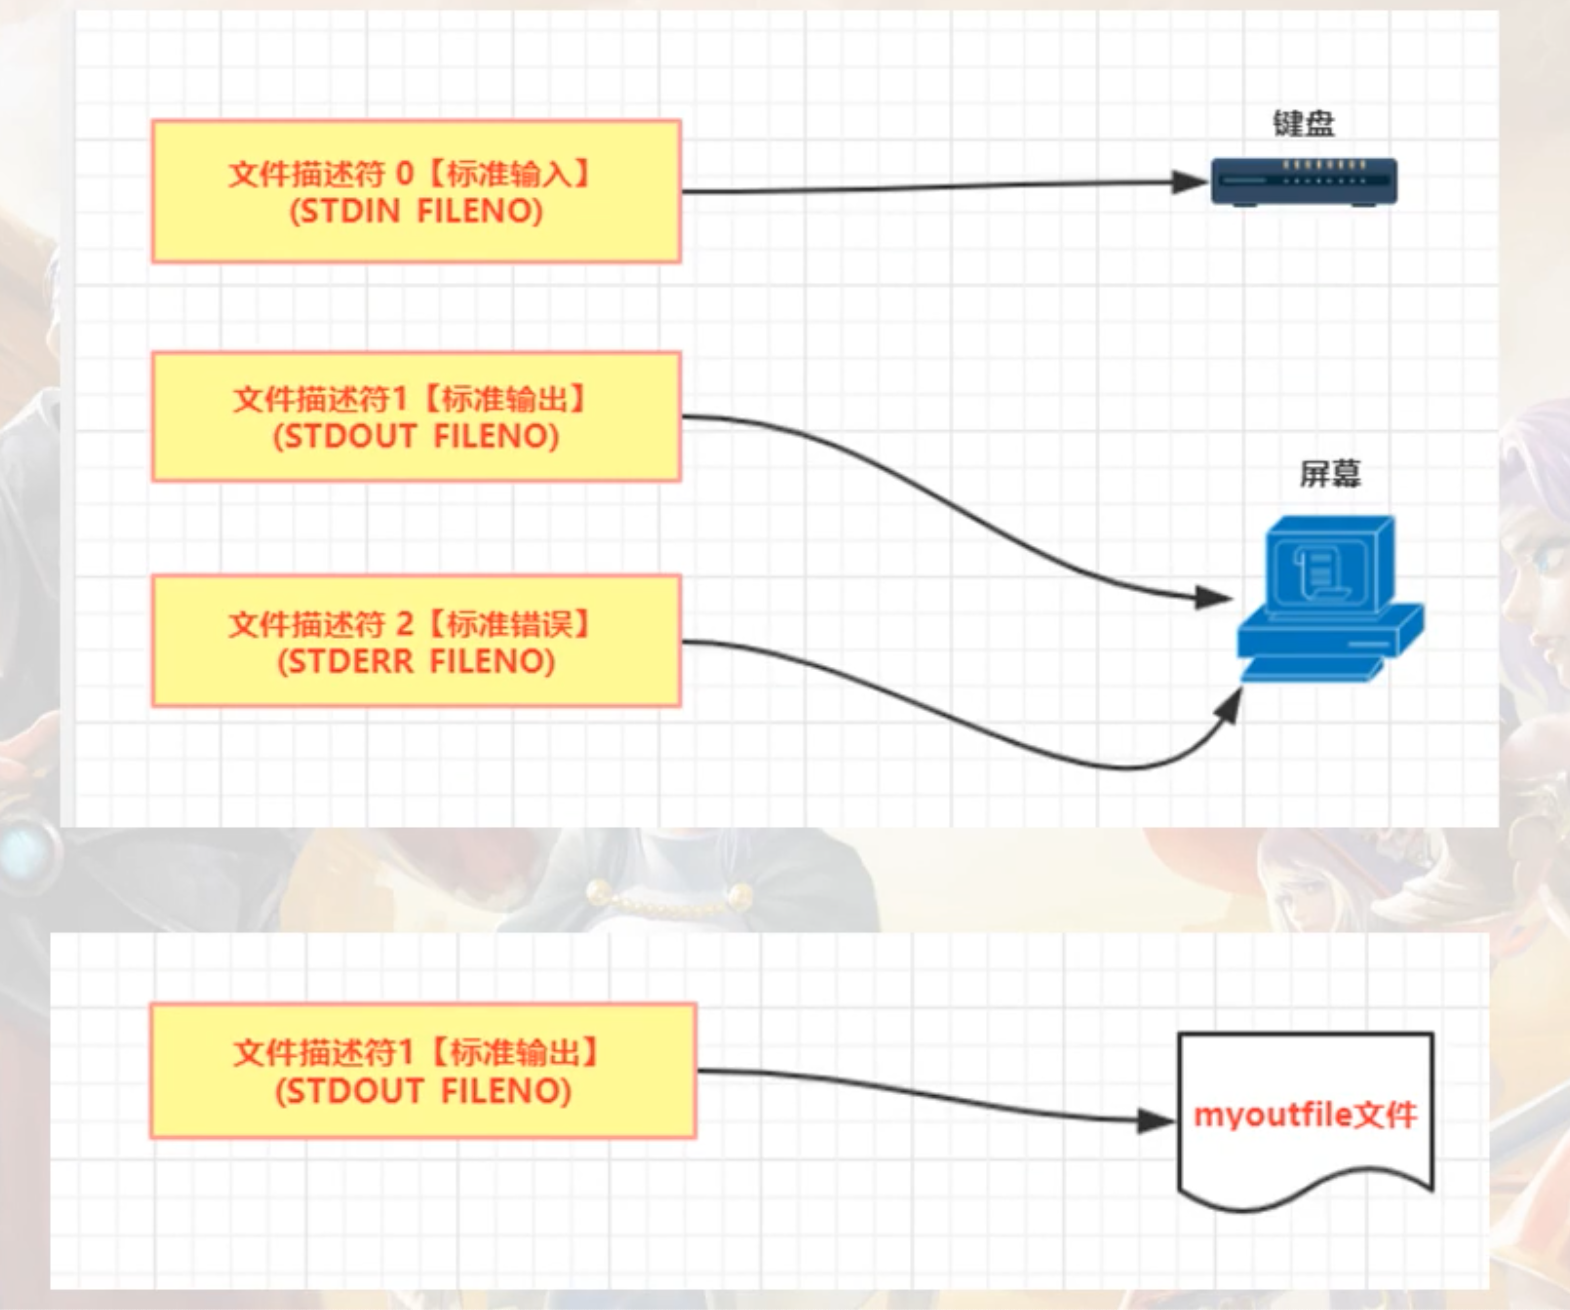 键盘
文件描述符 0【标准输入】
(STDIN FILENO)
文件描述符1【标准输出】
(STDOUT FILENO)
屏幕
文件描述符 2【标准错误】
(STDERR FILENO)
文件描述符1【标准输出】
(STDOUT FILENO)
myoutfile文件